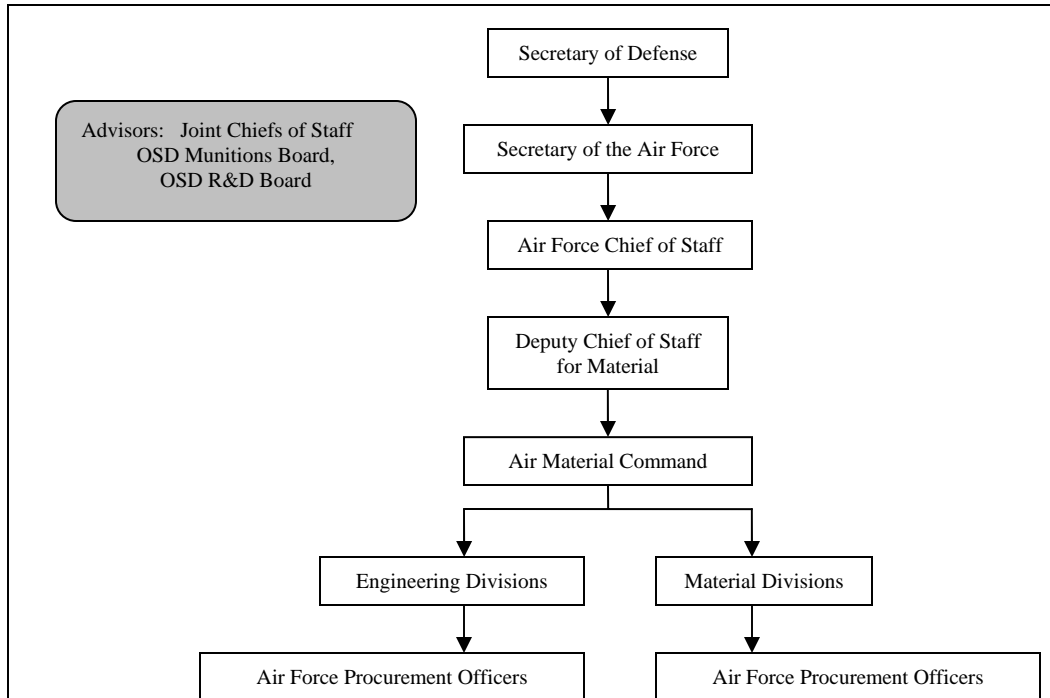 Secretary of Defense
Advisors: Joint Chiefs of Staff
OSD Munitions Board,
OSD R&D Board
Secretary of the Air Force
Air Force Chief of Staff
Deputy Chief of Staff
for Material
Air Material Command
Engineering Divisions
Material Divisions
Air Force Procurement Officers
Air Force Procurement Officers